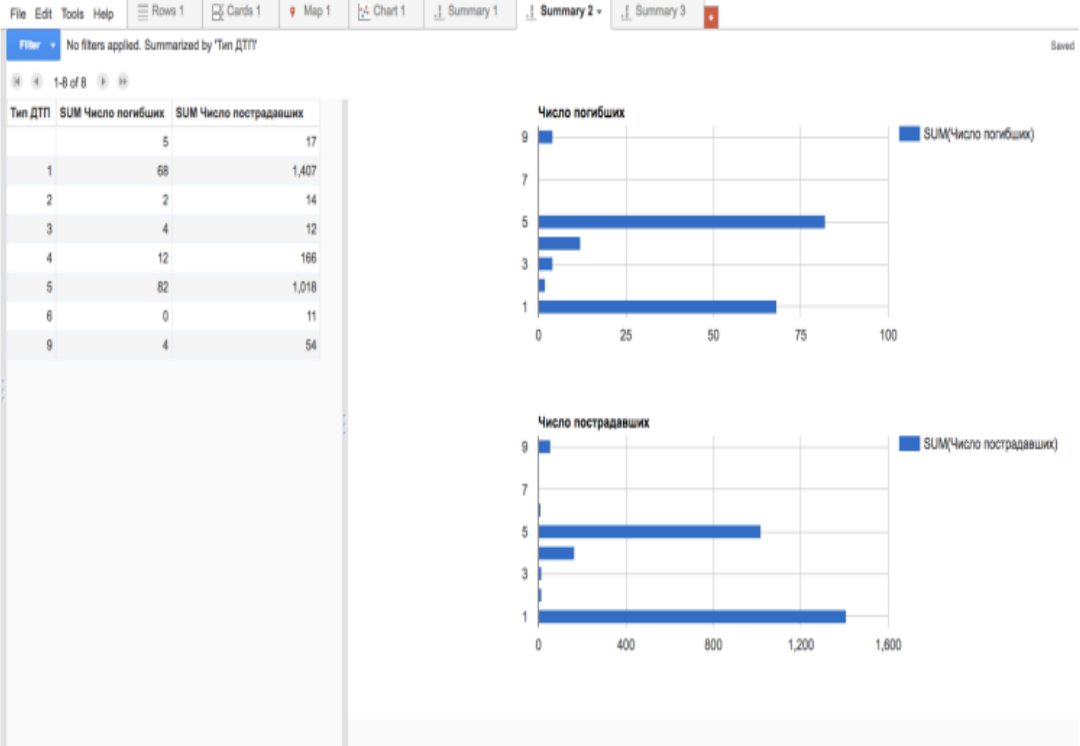 File Edit Tools Help Rows 1 Cards 1 Map 1 Chart 1 Summary 1 Summary 2 Summary 3
Filter No filters applied. Summarized by 'Тип ДТП' Saved
1-8 of 8
Тип ДТП SUM Число погибших SUM Число пострадавших
5 17
1 68 1,407
2 2 14
3 4 12
4 12 166
5 82 1,018
6 0 11
9 4 54
Число погибших
9
7
5
3
1
0 25 50 75 100
SUM(Число погибших)
Число пострадавших
9
7
5
3
1
0 400 800 1,200 1,600
SUM(Число пострадавших)